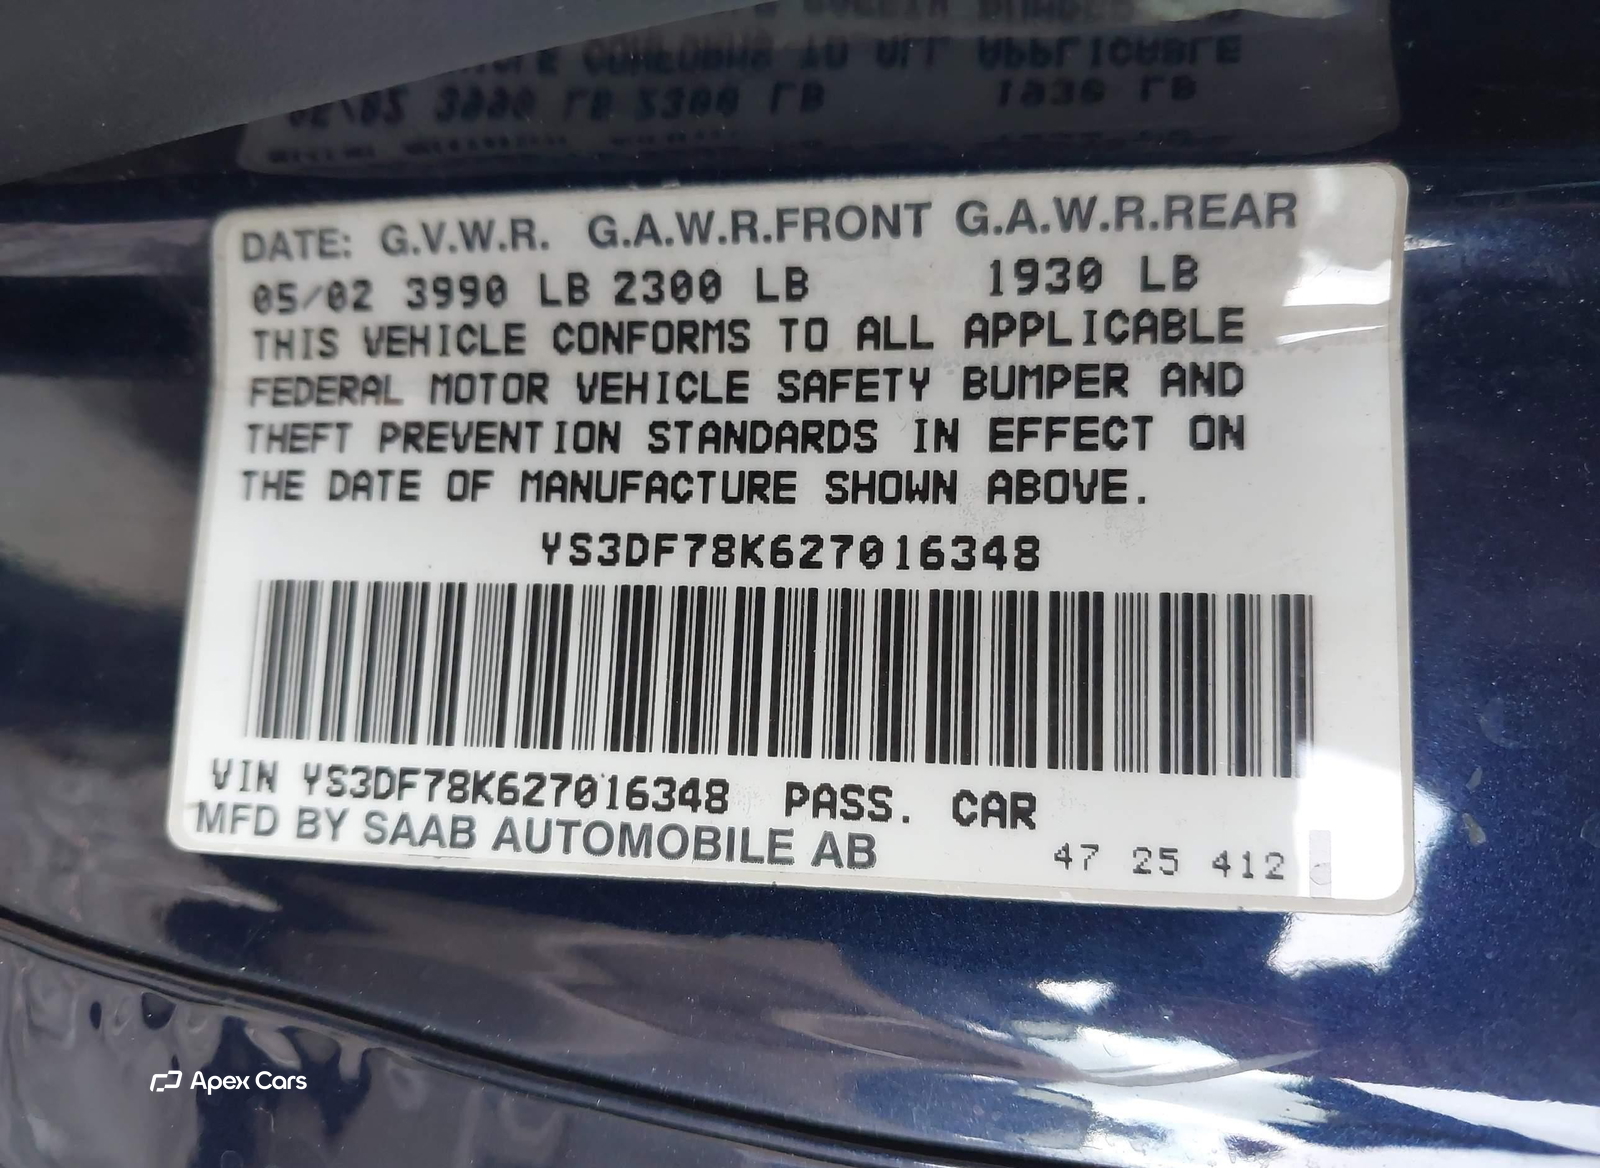 DATE: G.V.W.R. G.A.W.R.FRONT G.A.W.R.REAR
05/02 3990 LB 2300 LB 1930 LB
THIS VEHICLE CONFORMS TO ALL APPLICABLE
FEDERAL MOTOR VEHICLE SAFETY BUMPER AND
THEFT PREVENTION STANDARDS IN EFFECT ON
THE DATE OF MANUFACTURE SHOWN ABOVE.
YS3DF78K627016348
VIN YS3DF78K627016348 PASS. CAR
MFD BY SAAB AUTOMOBILE AB
47 25 412
Apex Cars